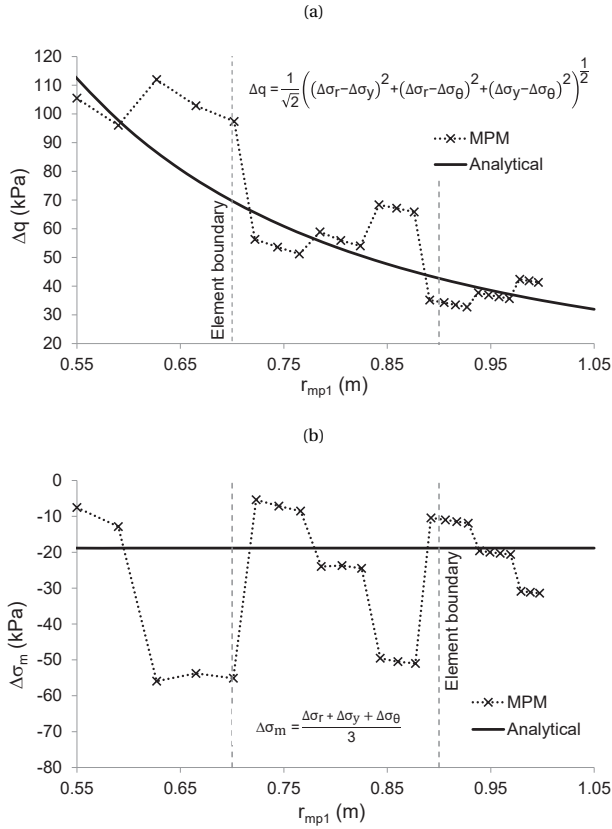 (a)
120
110
100
90
80
70
60
50
40
30
20
Δq (kPa)
Δq = 1/√2 ((Δσr−Δσy)² + (Δσr−Δσθ)² + (Δσy−Δσθ)²)^1/2
MPM
Analytical
Element boundary
0.55 0.65 0.75 0.85 0.95 1.05
rmp1 (m)
(b)
0
-10
-20
-30
-40
-50
-60
-70
-80
Δσm (kPa)
Element boundary
Δσm = Δσr + Δσy + Δσθ / 3
MPM
Analytical
0.55 0.65 0.75 0.85 0.95 1.05
rmp1 (m)